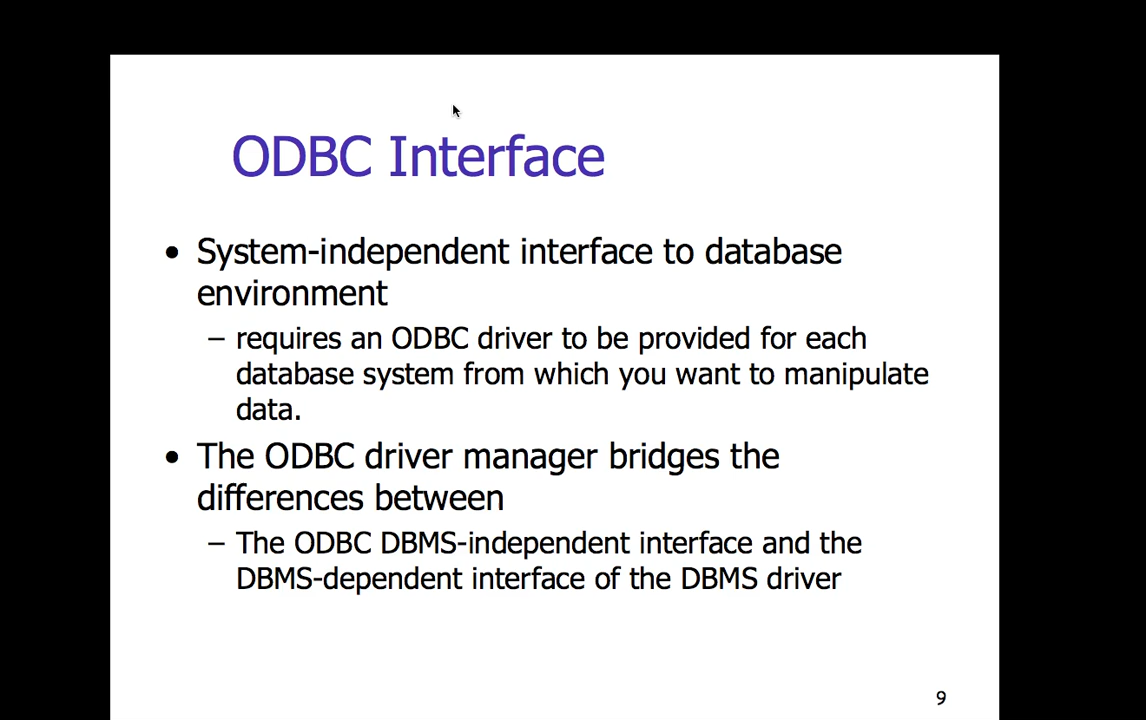 ODBC Interface
• System-independent interface to database
environment
– requires an ODBC driver to be provided for each
database system from which you want to manipulate
data.
• The ODBC driver manager bridges the
differences between
– The ODBC DBMS-independent interface and the
DBMS-dependent interface of the DBMS driver
9